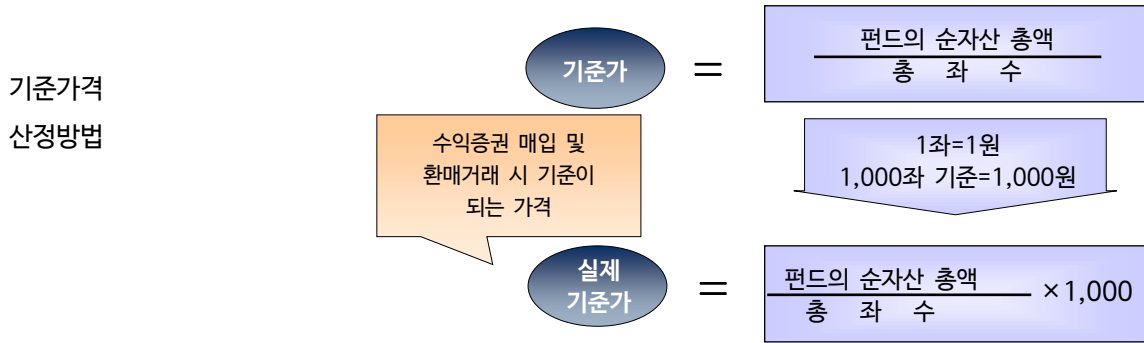 기준가격
산정방법
기준가
=
펀드의 순자산 총액
총 좌 수
수익증권 매입 및
환매거래 시 기준이
되는 가격
1좌=1원
1,000좌 기준=1,000원
실제
기준가
=
펀드의 순자산 총액
총 좌 수
×1,000